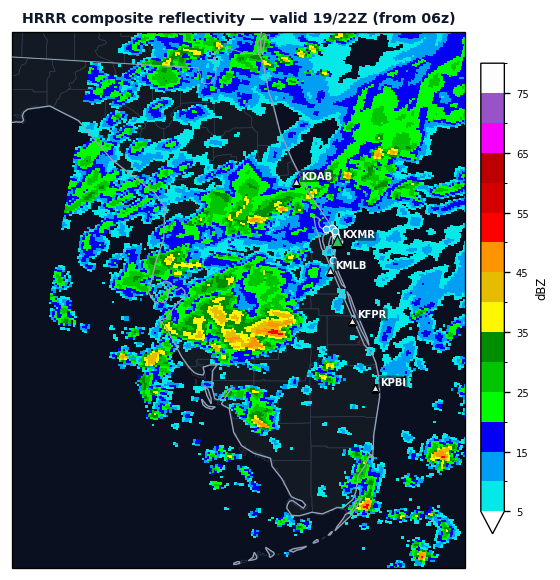 HRRR composite reflectivity — valid 19/22Z (from 06z)
KDAB
KXMR
KMLB
KFPR
KPBI
75
65
55
45
35
25
15
5
dBZ